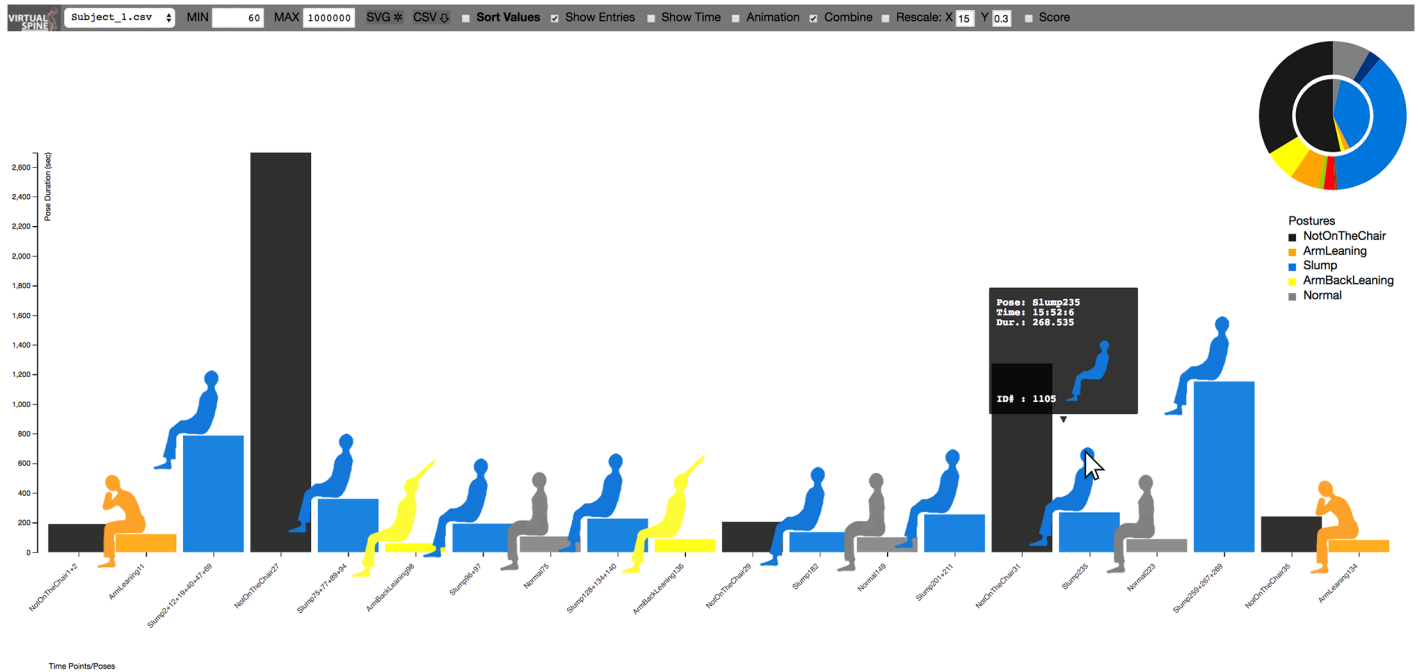 VIRTUAL SPINE Subject_1.csv MIN 60 MAX 1000000 SVG ✲ CSV Sort Values Show Entries Show Time Animation Combine Rescale: X 15 Y 0.3 Score
Postures
NotOnTheChair
ArmLeaning
Slump
ArmBackLeaning
Normal
Pose Duration (sec)
2,600
2,400
2,200
2,000
1,800
1,600
1,400
1,200
1,000
800
600
400
200
0
Pose: Slump235
Time: 15:52:6
Dur.: 268.535
ID# : 1105
NotOnTheChair1+2
ArmLeaning11
Slump2+12+19+40+47+69
NotOnTheChair27
Slump75+77+89+94
ArmBackLeaning98
Slump96+97
Normal75
Slump128+134+140
ArmBackLeaning136
NotOnTheChair29
Slump182
Normal149
Slump201+211
NotOnTheChair31
Slump235
Normal223
Slump259+267+269
NotOnTheChair35
ArmLeaning134
Time Points/Poses